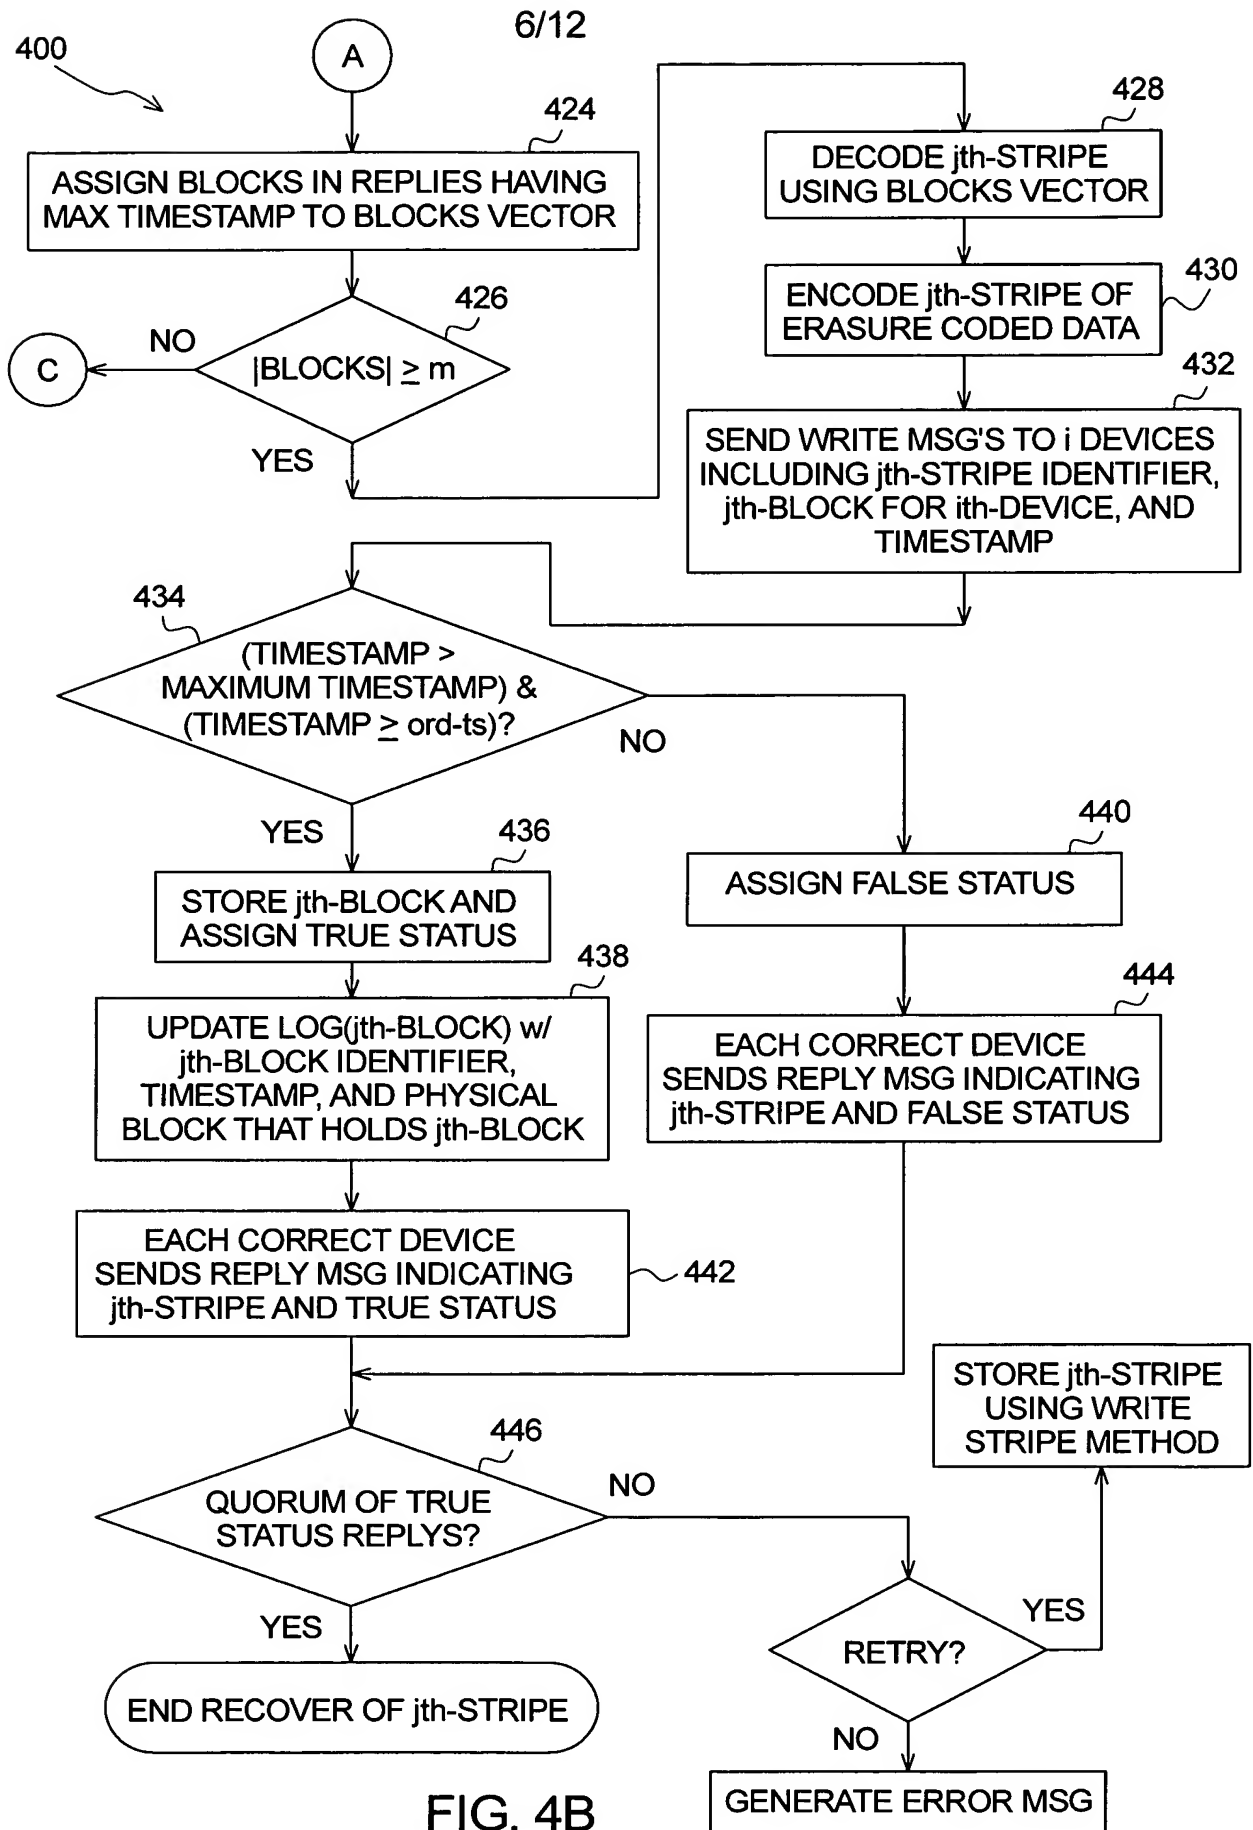 6/12
400
A
424
ASSIGN BLOCKS IN REPLIES HAVING
MAX TIMESTAMP TO BLOCKS VECTOR
426
|BLOCKS| ≥ m
NO
C
YES
428
DECODE jth-STRIPE
USING BLOCKS VECTOR
430
ENCODE jth-STRIPE OF
ERASURE CODED DATA
432
SEND WRITE MSG'S TO i DEVICES
INCLUDING jth-STRIPE IDENTIFIER,
jth-BLOCK FOR ith-DEVICE, AND
TIMESTAMP
434
(TIMESTAMP >
MAXIMUM TIMESTAMP) &
(TIMESTAMP ≥ ord-ts)?
NO
YES
436
STORE jth-BLOCK AND
ASSIGN TRUE STATUS
438
UPDATE LOG(jth-BLOCK) w/
jth-BLOCK IDENTIFIER,
TIMESTAMP, AND PHYSICAL
BLOCK THAT HOLDS jth-BLOCK
440
ASSIGN FALSE STATUS
444
EACH CORRECT DEVICE
SENDS REPLY MSG INDICATING
jth-STRIPE AND FALSE STATUS
EACH CORRECT DEVICE
SENDS REPLY MSG INDICATING
jth-STRIPE AND TRUE STATUS
442
446
QUORUM OF TRUE
STATUS REPLYS?
NO
YES
END RECOVER OF jth-STRIPE
STORE jth-STRIPE
USING WRITE
STRIPE METHOD
RETRY?
YES
NO
GENERATE ERROR MSG
FIG. 4B